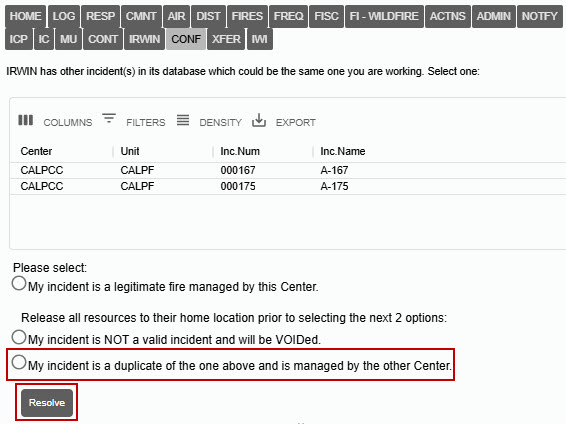 HOME LOG RESP CMNT AIR DIST FIRES FREQ FISC FI - WILDFIRE ACTNS ADMIN NOTFY
ICP IC MU CONT IRWIN CONF XFER IWI
IRWIN has other incident(s) in its database which could be the same one you are working. Select one:
COLUMNS FILTERS DENSITY EXPORT
Center Unit Inc.Num Inc.Name
CALPCC CALPF 000167 A-167
CALPCC CALPF 000175 A-175
Please select:
My incident is a legitimate fire managed by this Center.
Release all resources to their home location prior to selecting the next 2 options:
My incident is NOT a valid incident and will be VOIDed.
My incident is a duplicate of the one above and is managed by the other Center.
Resolve